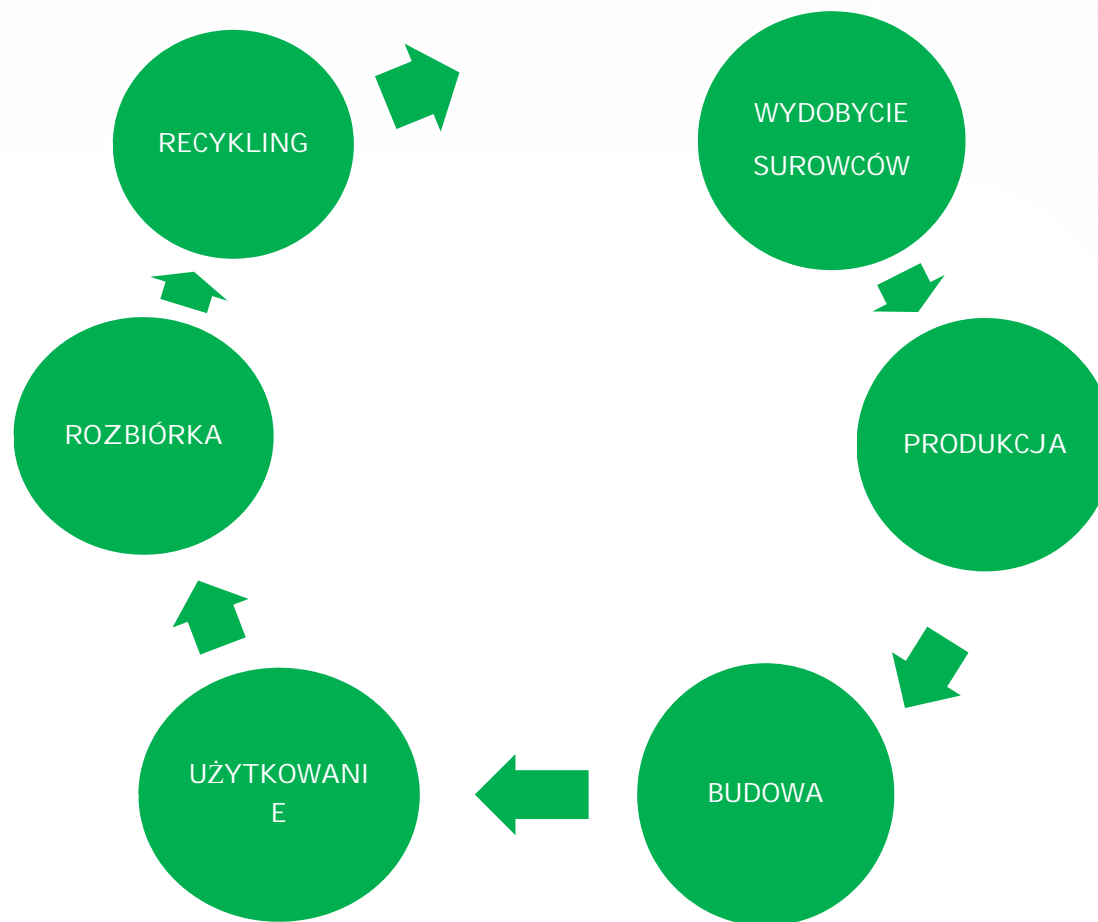 RECYKLING
WYDOBYCIE
SUROWCÓW
ROZBIÓRKA
PRODUKCJA
UŻYTKOWANI
E
BUDOWA